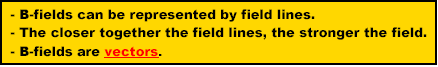 - B-fields can be represented by field lines.
- The closer together the field lines, the stronger the field.
- B-fields are vectors.